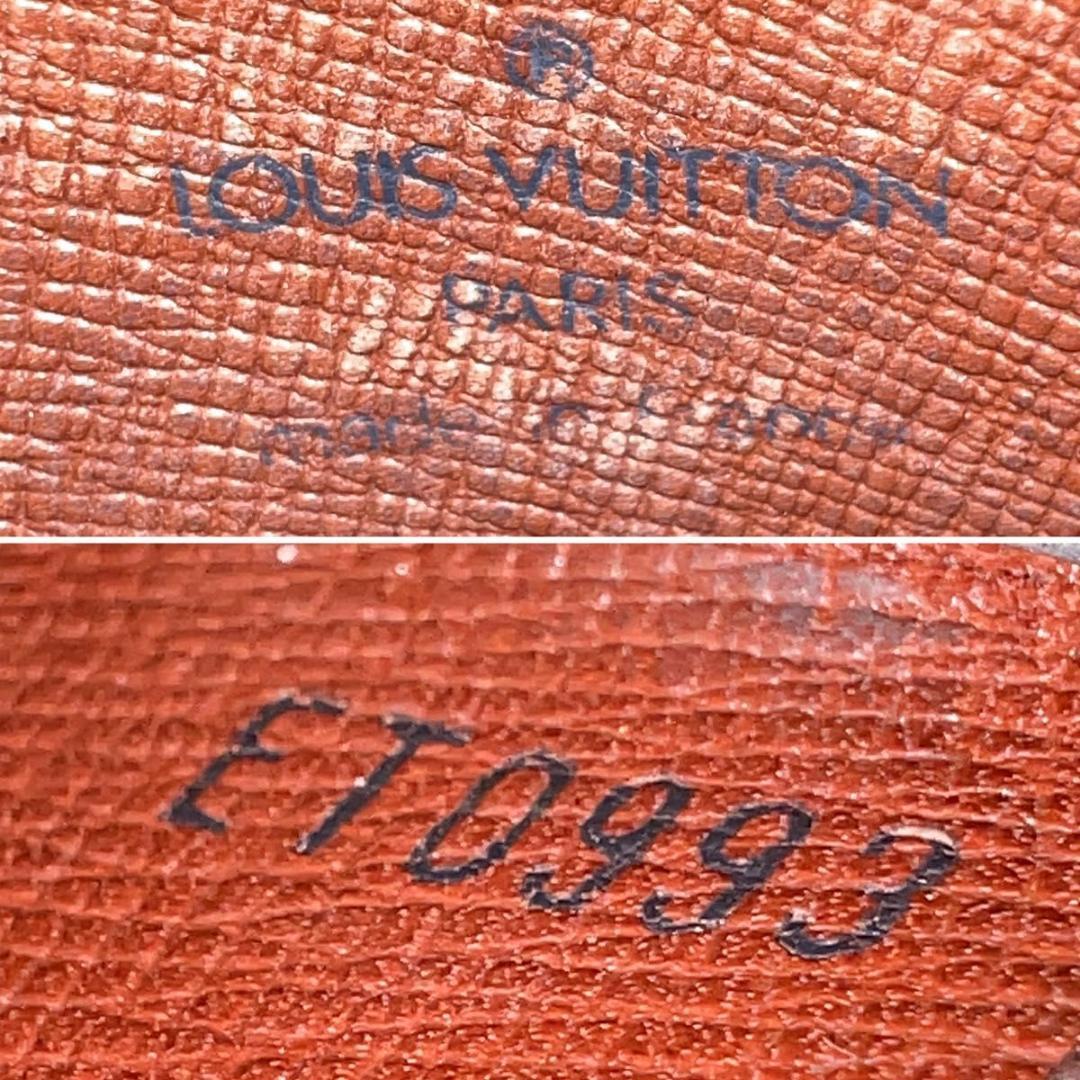 ®
LOUIS VUITTON
PARIS
made in France
ET0993